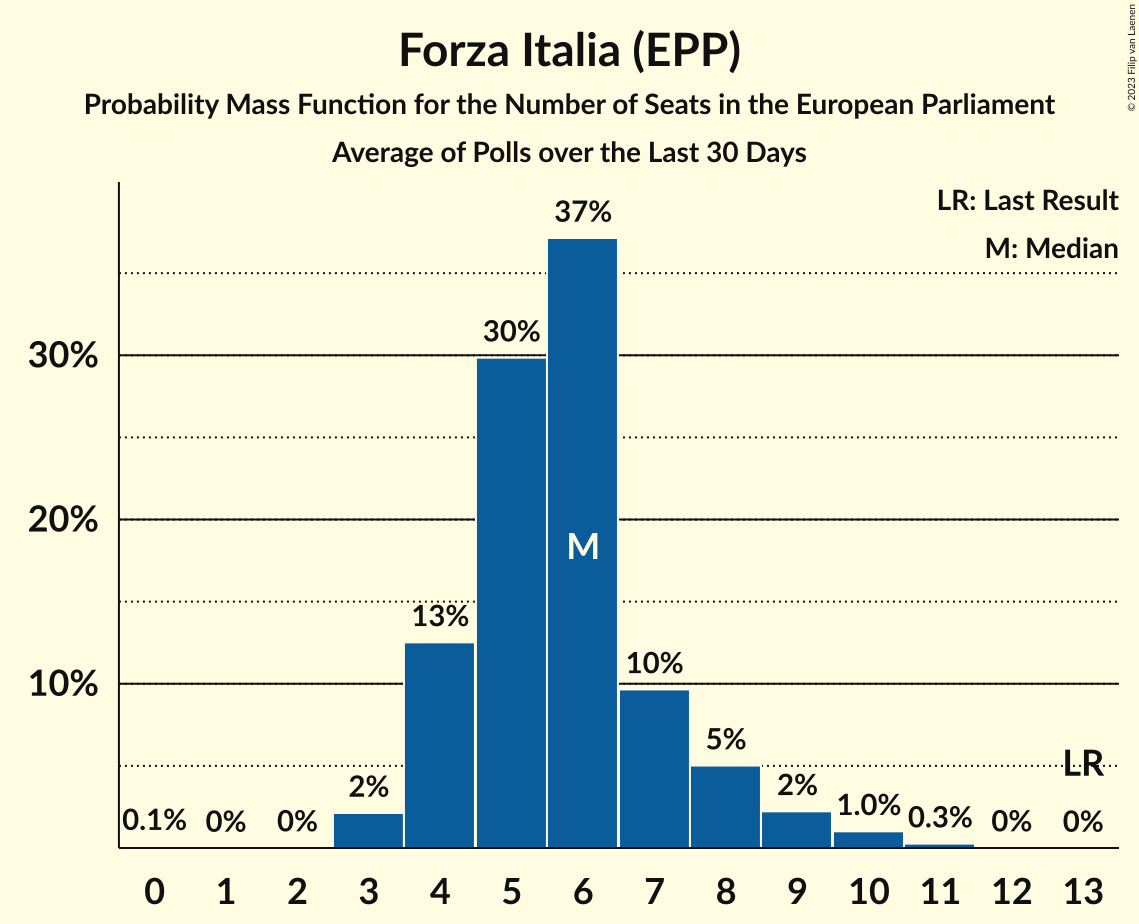 Forza Italia (EPP)
Probability Mass Function for the Number of Seats in the European Parliament
Average of Polls over the Last 30 Days
© 2023 Filip van Laenen
LR: Last Result
M: Median
37%
30%
30%
20%
M
13%
10%
10%
5%
LR
2%
2%
0.1%
0%
0%
1.0%
0.3%
0%
0%
0 1 2 3 4 5 6 7 8 9 10 11 12 13